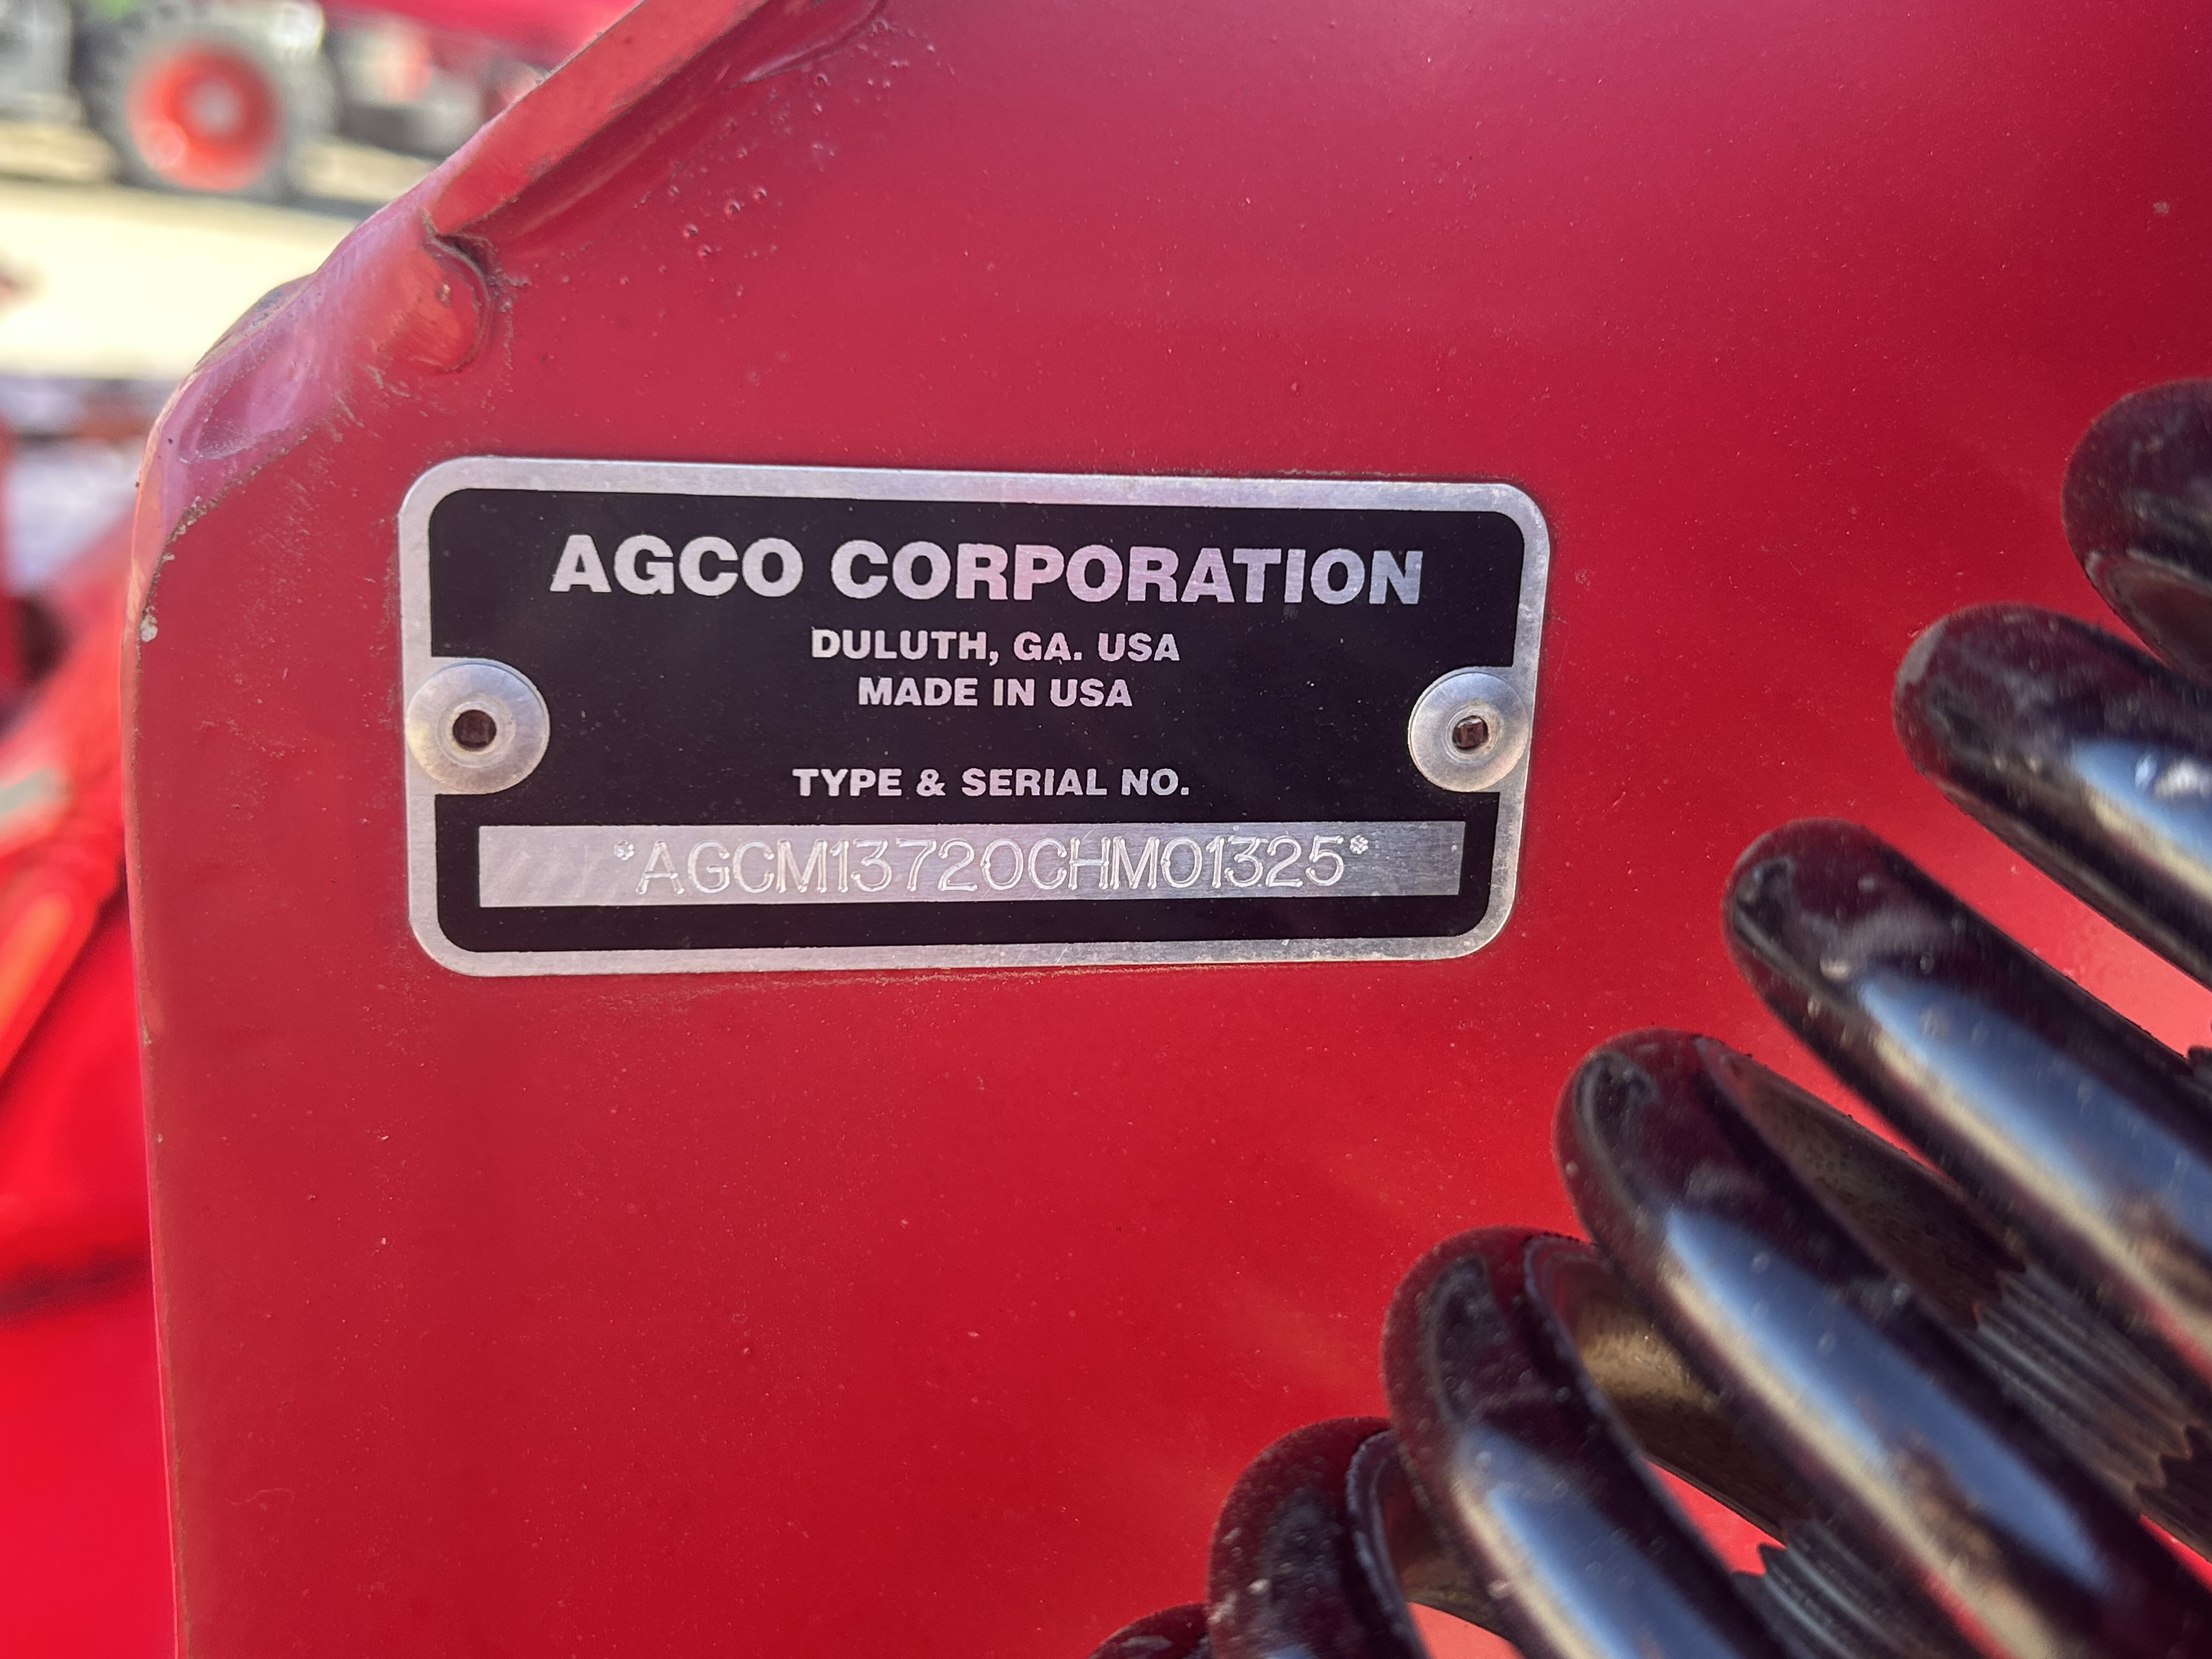 AGCO CORPORATION
DULUTH, GA. USA
MADE IN USA
TYPE & SERIAL NO.
*AGCM13720CHM01325*